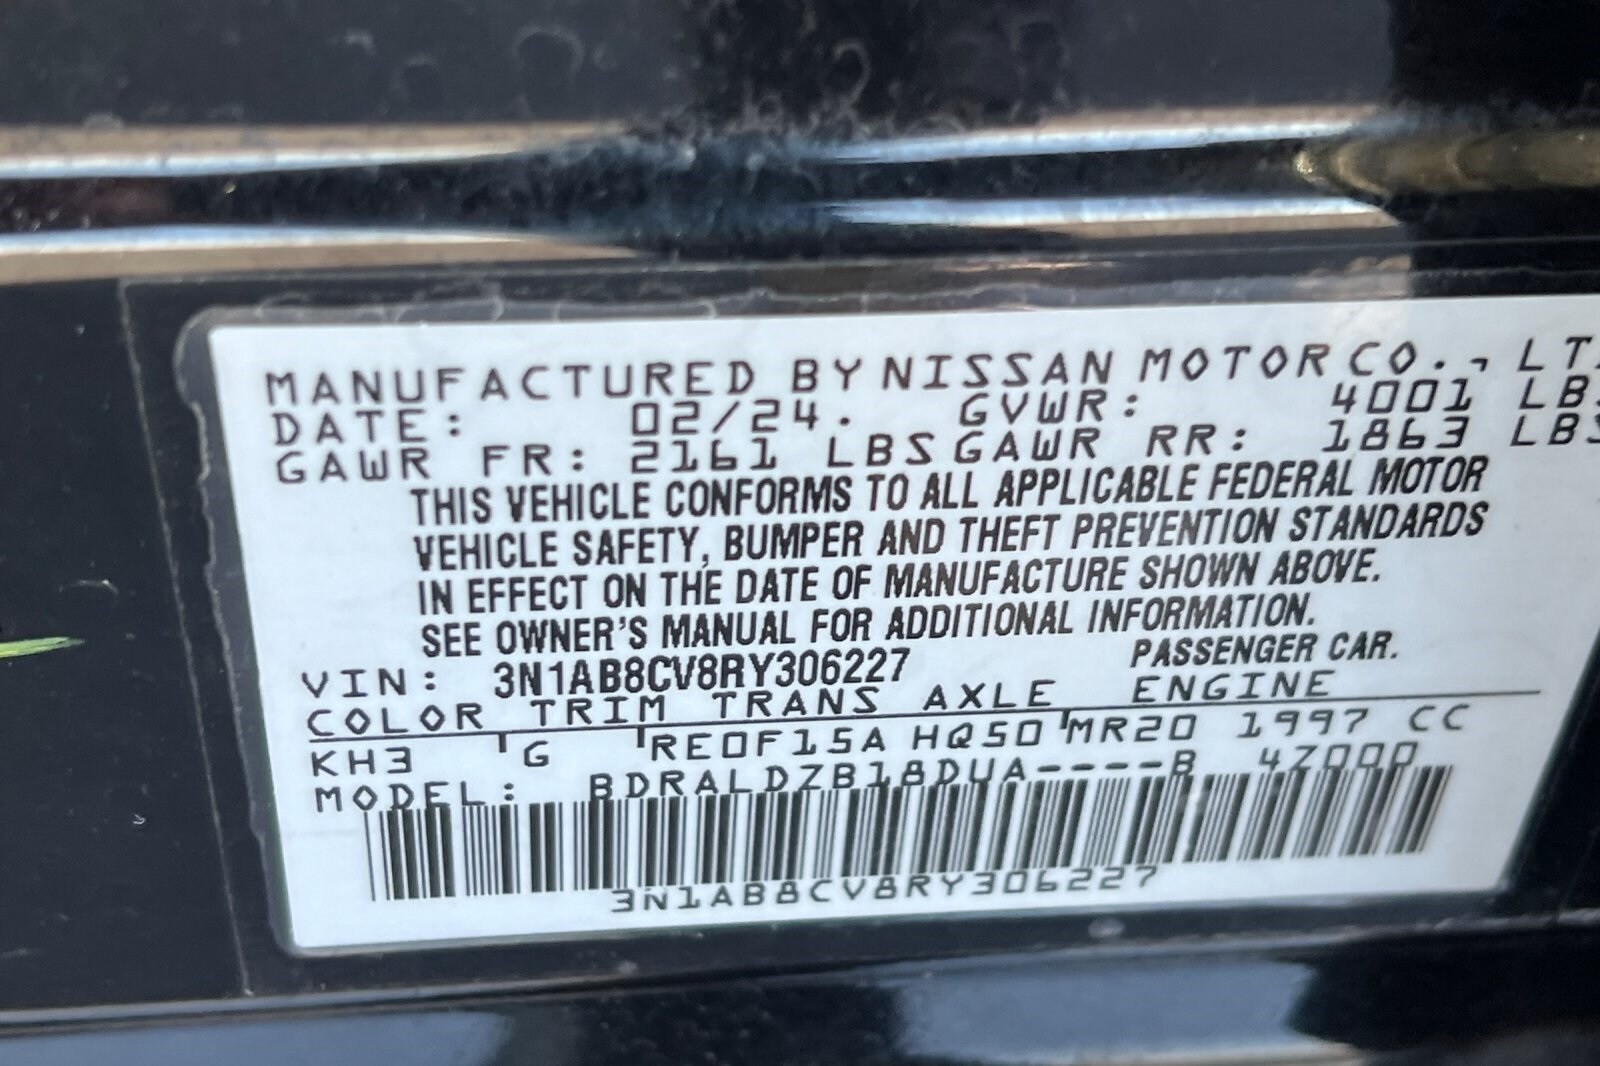 MANUFACTURED BY NISSAN MOTOR CO., LT
DATE: 02/24. GVWR: 4001 LBS
GAWR FR: 2161 LBS GAWR RR: 1863 LBS
THIS VEHICLE CONFORMS TO ALL APPLICABLE FEDERAL MOTOR
VEHICLE SAFETY, BUMPER AND THEFT PREVENTION STANDARDS
IN EFFECT ON THE DATE OF MANUFACTURE SHOWN ABOVE.
SEE OWNER'S MANUAL FOR ADDITIONAL INFORMATION.
VIN: 3N1AB8CV8RY306227 PASSENGER CAR.
COLOR TRIM TRANS AXLE ENGINE
KH3 G RE0F15A HQ50 MR20 1997 CC
MODEL: BDRALDZB18DUA----B 47000
3N1AB8CV8RY306227